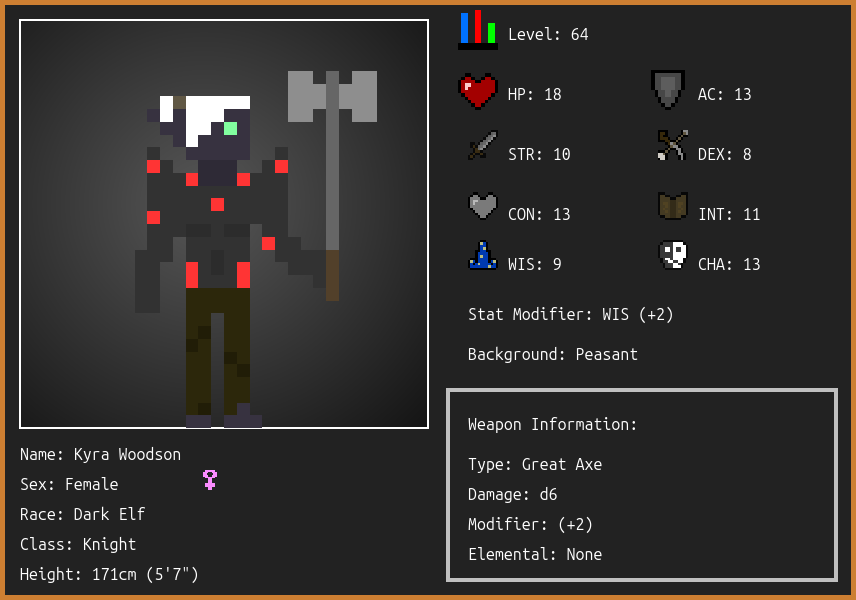 Level: 64
HP: 18
AC: 13
STR: 10
DEX: 8
CON: 13
INT: 11
WIS: 9
CHA: 13
Stat Modifier: WIS (+2)
Background: Peasant
Weapon Information:
Type: Great Axe
Damage: d6
Modifier: (+2)
Elemental: None
Name: Kyra Woodson
Sex: Female
Race: Dark Elf
Class: Knight
Height: 171cm (5'7")